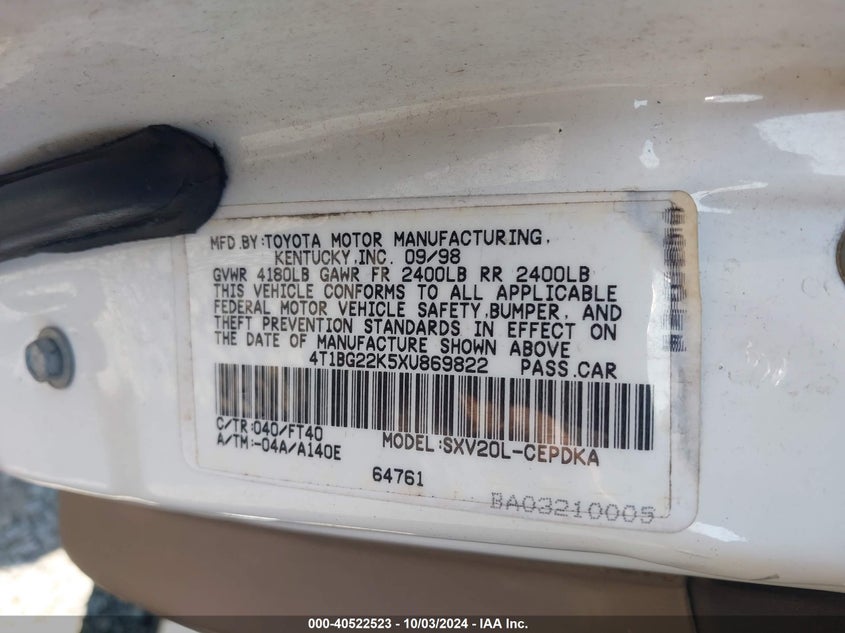 MFD.BY:TOYOTA MOTOR MANUFACTURING,
KENTUCKY,INC. 09/98
GVWR 4180LB GAWR FR 2400LB RR 2400LB
THIS VEHICLE CONFORMS TO ALL APPLICABLE
FEDERAL MOTOR VEHICLE SAFETY,BUMPER, AND
THEFT PREVENTION STANDARDS IN EFFECT ON
THE DATE OF MANUFACTURE SHOWN ABOVE
4T1BG22K5XU869822 PASS.CAR
C/TR:040/FT40
A/TM:-04A/A140E
MODEL:SXV20L-CEPDKA
64761
BA03210005
000-40522523 - 10/03/2024 - IAA Inc.